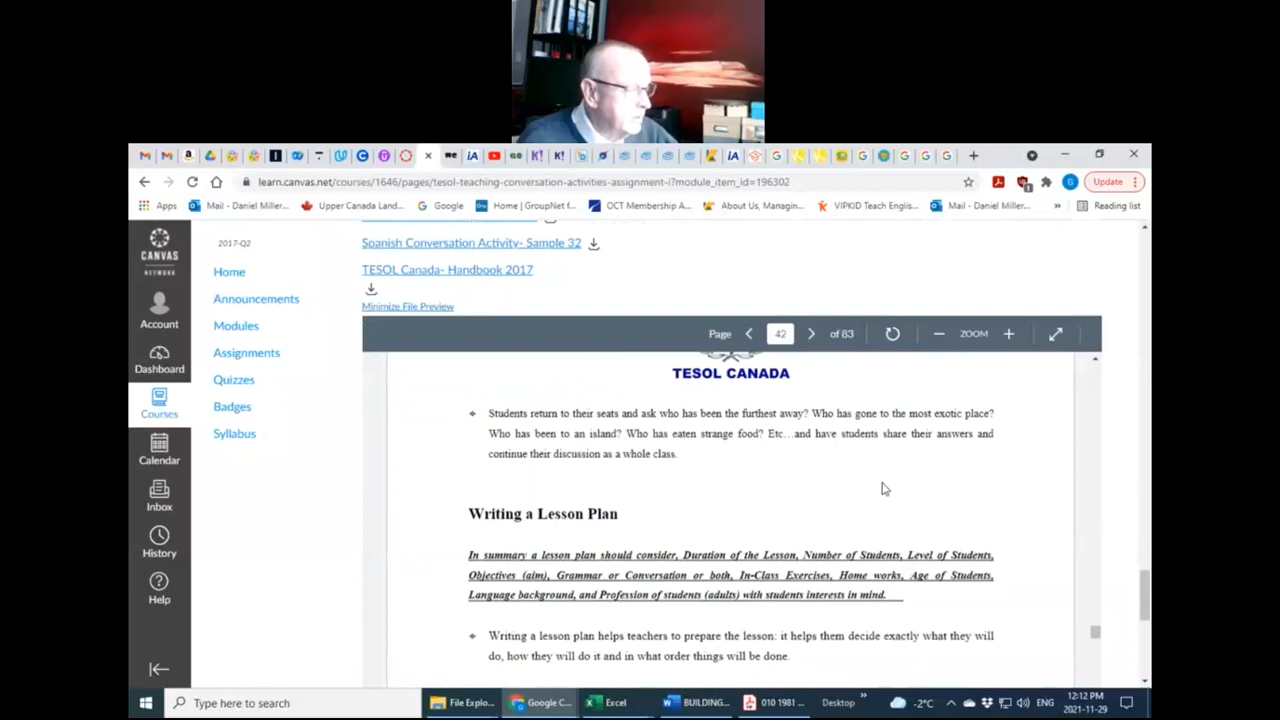 learn.canvas.net/courses/1646/pages/tesol-teaching-conversation-activities-assignment-i?module_item_id=196302
Update
Apps
Mail - Daniel Miller...
Upper Canada Land...
Google
Home | GroupNet f...
OCT Membership A...
About Us, Managin...
VIPKID Teach Englis...
Mail - Daniel Miller...
»
Reading list
CANVAS
NETWORK
Account
Dashboard
Courses
Calendar
Inbox
History
Help
2017-Q2
Home
Announcements
Modules
Assignments
Quizzes
Badges
Syllabus
Spanish Conversation Activity- Sample 32
TESOL Canada- Handbook 2017
Minimize File Preview
Page 42 of 83 ZOOM
TESOL CANADA
Students return to their seats and ask who has been the furthest away? Who has gone to the most exotic place?
Who has been to an island? Who has eaten strange food? Etc…and have students share their answers and
continue their discussion as a whole class.
Writing a Lesson Plan
In summary a lesson plan should consider, Duration of the Lesson, Number of Students, Level of Students,
Objectives (aim), Grammar or Conversation or both, In-Class Exercises, Home works, Age of Students,
Language background, and Profession of students (adults) with students interests in mind.
Writing a lesson plan helps teachers to prepare the lesson: it helps them decide exactly what they will
do, how they will do it and in what order things will be done.
Type here to search
File Explo...
Google C...
Excel
BUILDING...
010 1981 ...
Desktop
»
-2°C
ENG
12:12 PM
2021-11-29